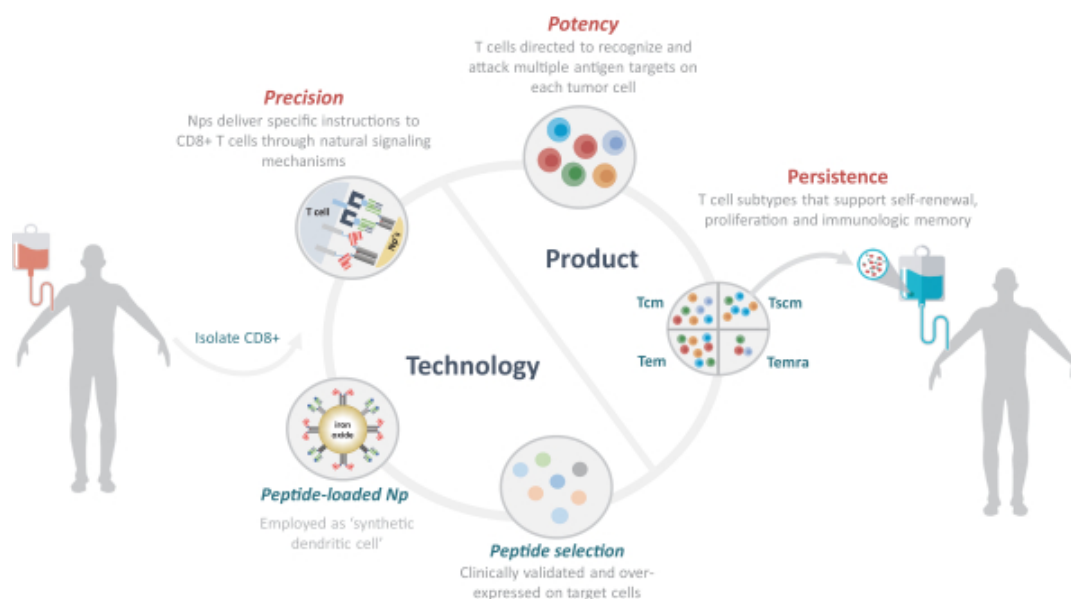 Potency
T cells directed to recognize and
attack multiple antigen targets on
each tumor cell
Precision
Nps deliver specific instructions to
CD8+ T cells through natural signaling
mechanisms
T cell
Np's
Persistence
T cell subtypes that support self-renewal,
proliferation and immunologic memory
Product
Tcm
Tscm
Tem
Temra
Isolate CD8+
Technology
iron
oxide
Peptide-loaded Np
Employed as ‘synthetic
dendritic cell’
Peptide selection
Clinically validated and over-
expressed on target cells